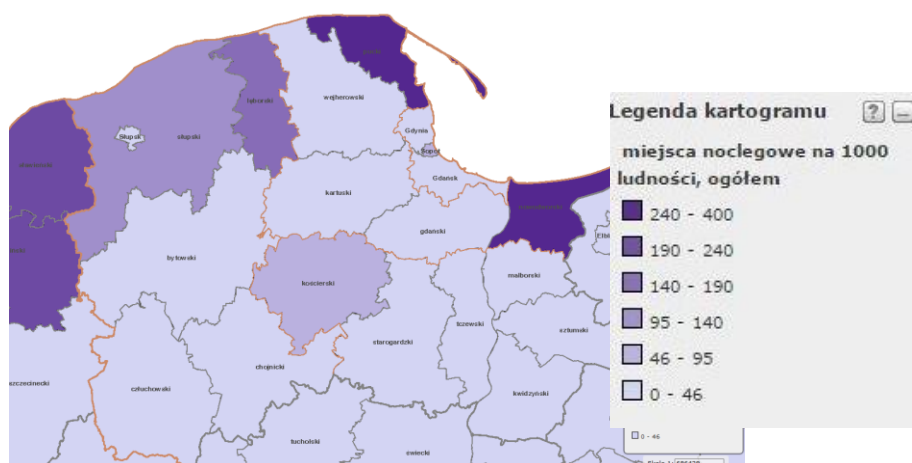 wejherowski
lęborski
Gdynia
Słupsk
słupski
Sopot
Gdańsk
kartuski
gdański
bytowski
malborski
kościerski
tczewski
sztumski
starogardzki
chojnicki
szczecinecki
człuchowski
kwidzyński
tucholski
świecki
Legenda kartogramu ? –
miejsca noclegowe na 1000
ludności, ogółem
240 - 400
190 - 240
140 - 190
95 - 140
46 - 95
0 - 46
0 - 46